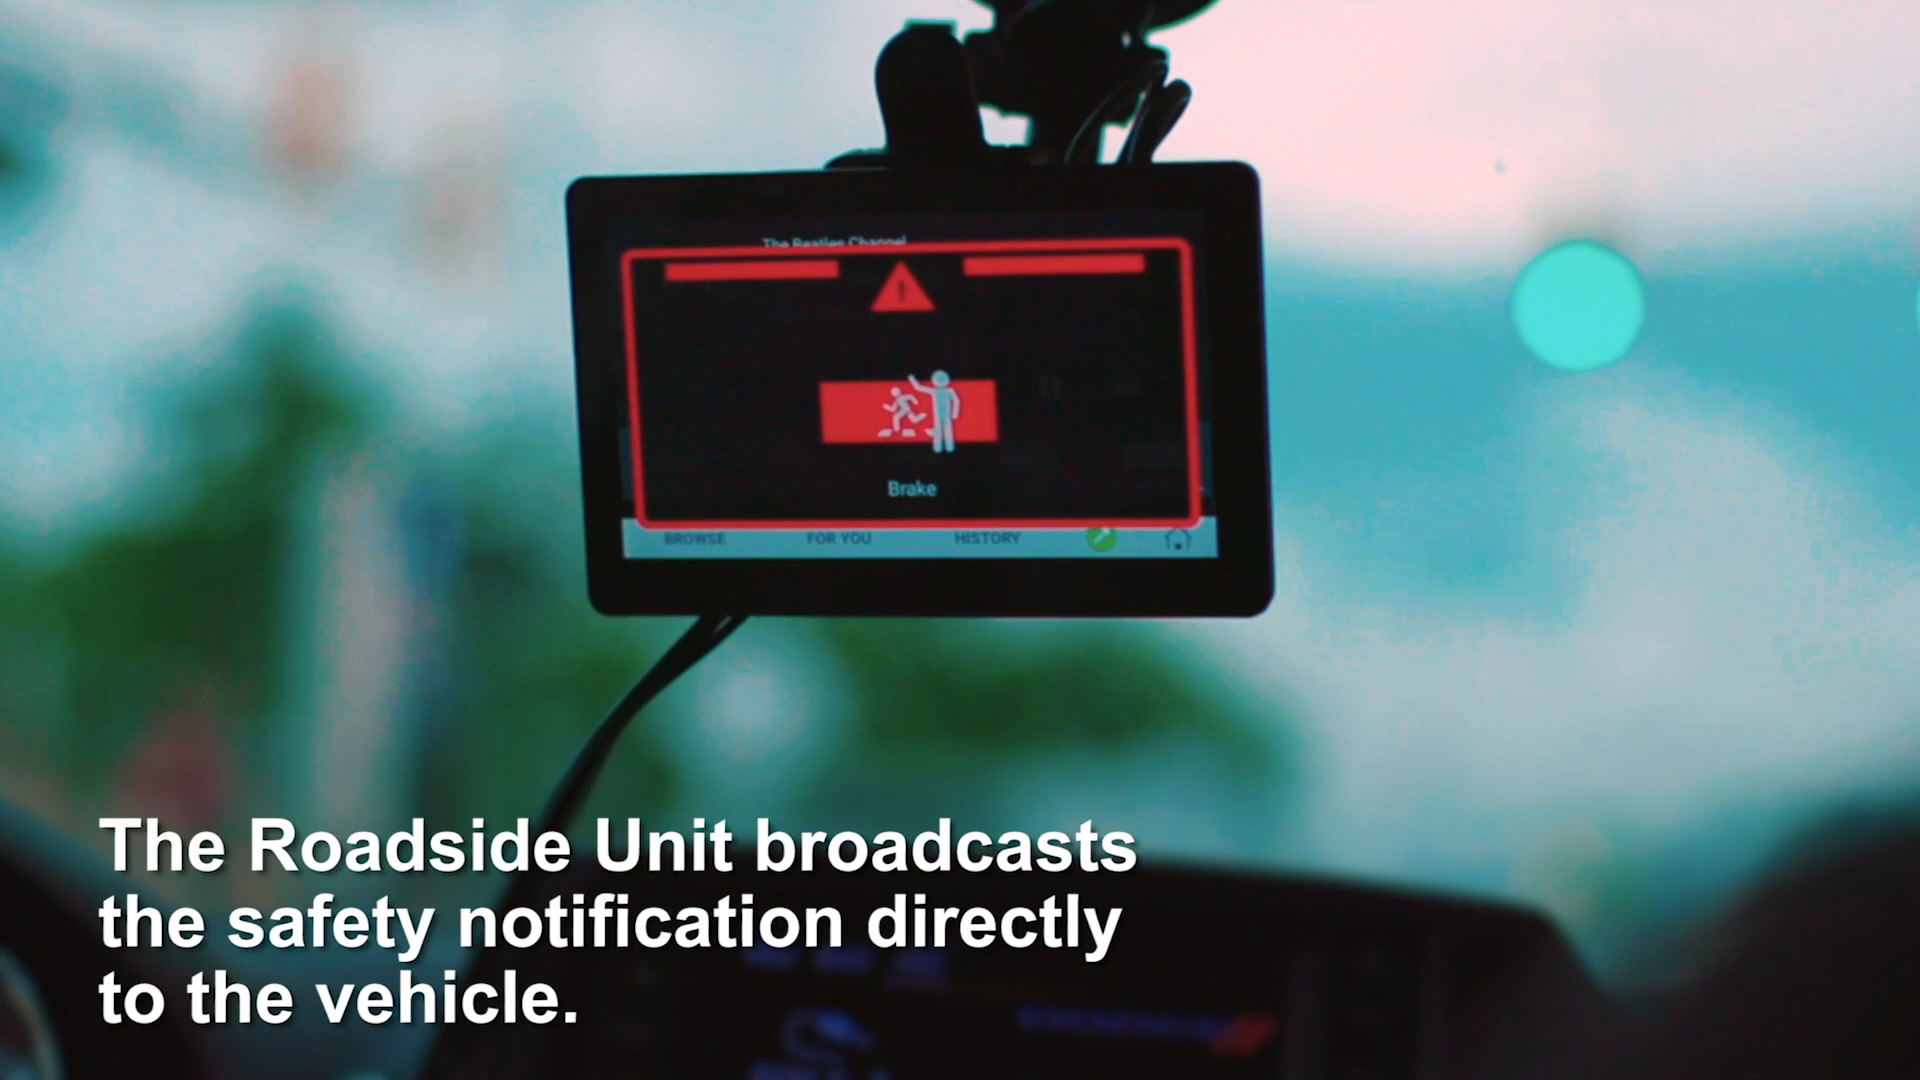 The Beatles Channel
!
Brake
BROWSE FOR YOU HISTORY
The Roadside Unit broadcasts
the safety notification directly
to the vehicle.